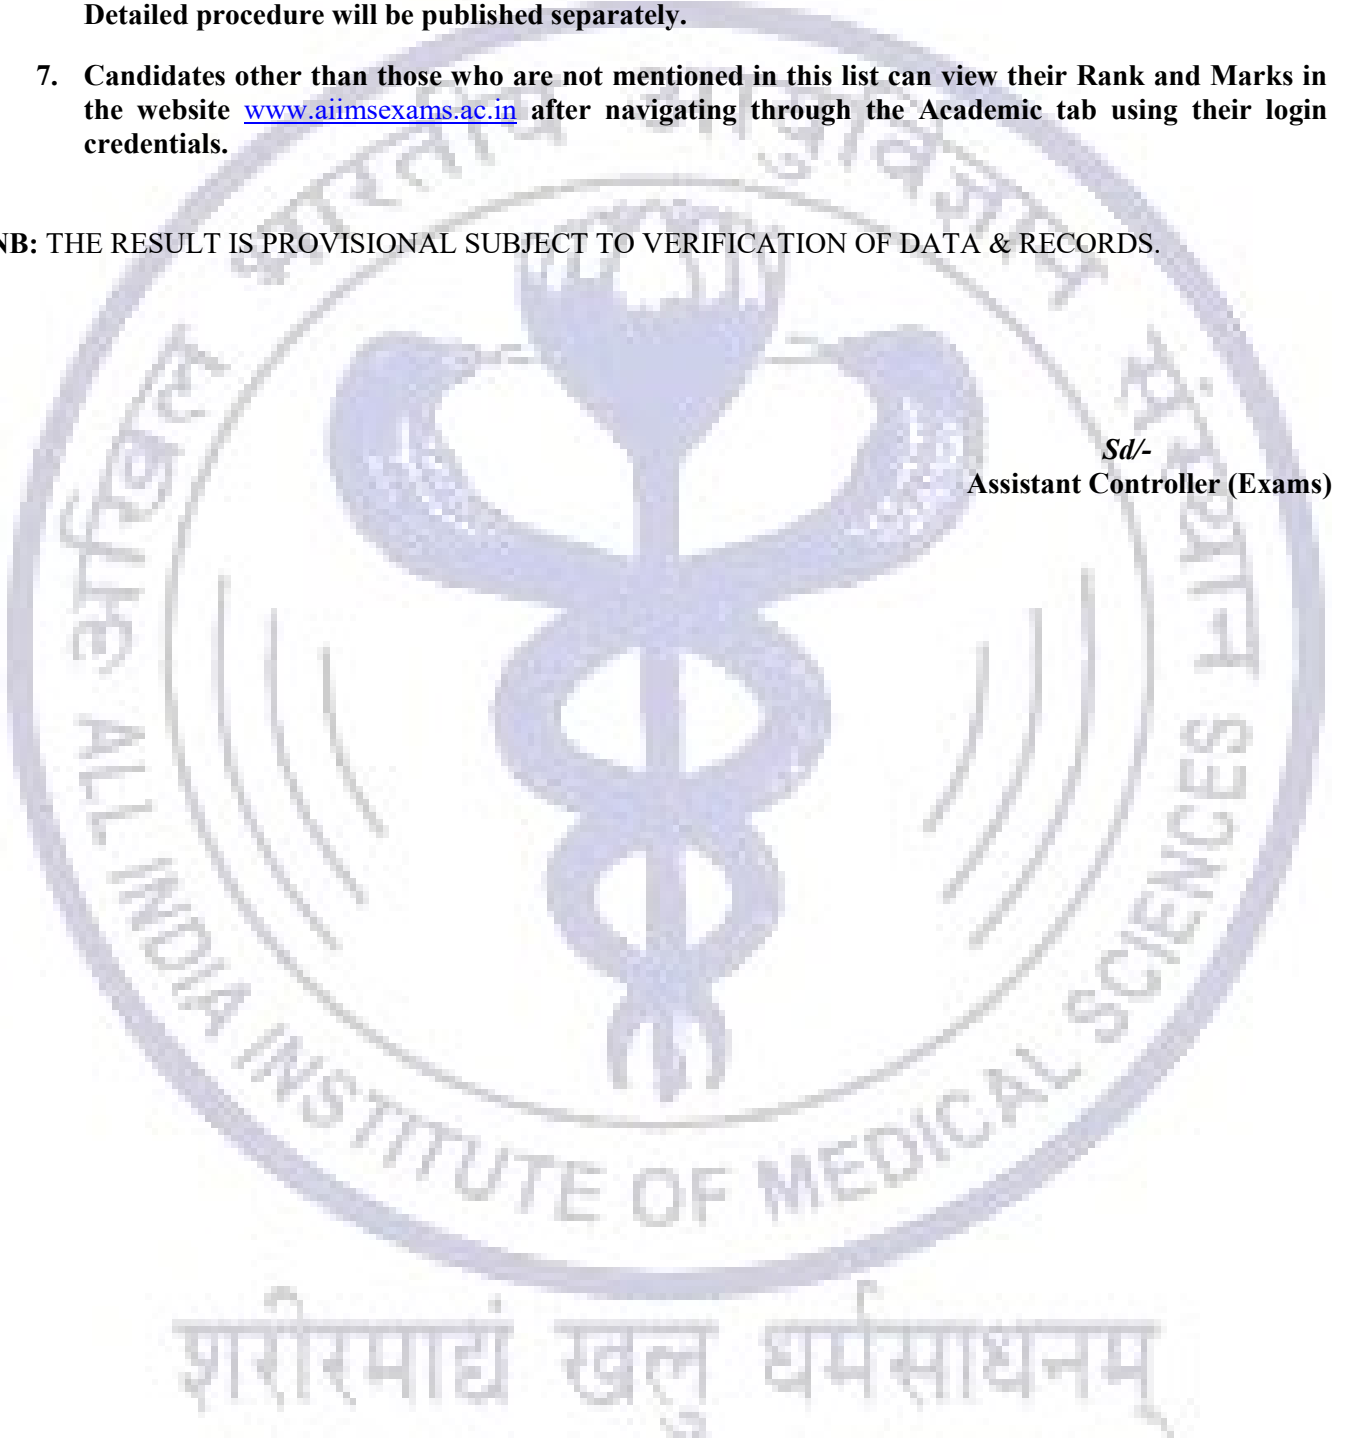 Detailed procedure will be published separately.
7. Candidates other than those who are not mentioned in this list can view their Rank and Marks in
the website www.aiimsexams.ac.in after navigating through the Academic tab using their login
credentials.
NB: THE RESULT IS PROVISIONAL SUBJECT TO VERIFICATION OF DATA & RECORDS.
Sd/-
Assistant Controller (Exams)
अखिल भारतीय आयुर्विज्ञान संस्थान
ALL INDIA INSTITUTE OF MEDICAL SCIENCES
शरीरमाद्यं खलु धर्मसाधनम्